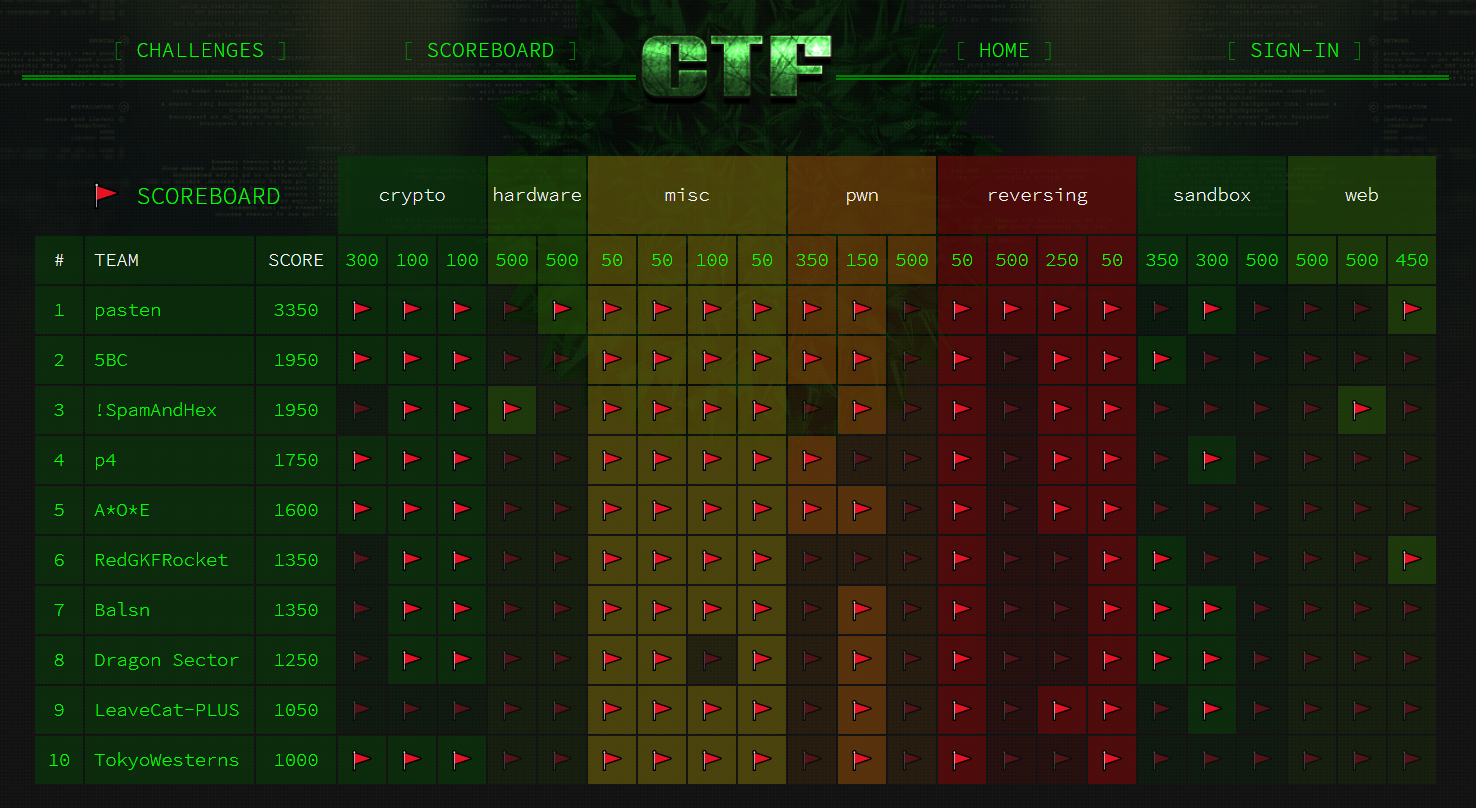 [ CHALLENGES ] [ SCOREBOARD ] CTF [ HOME ] [ SIGN-IN ]
SCOREBOARD crypto hardware misc pwn reversing sandbox web
# TEAM SCORE 300 100 100 500 500 50 50 100 50 350 150 500 50 500 250 50 350 300 500 500 500 450
1 pasten 3350
2 5BC 1950
3 !SpamAndHex 1950
4 p4 1750
5 A*O*E 1600
6 RedGKFRocket 1350
7 Balsn 1350
8 Dragon Sector 1250
9 LeaveCat-PLUS 1050
10 TokyoWesterns 1000